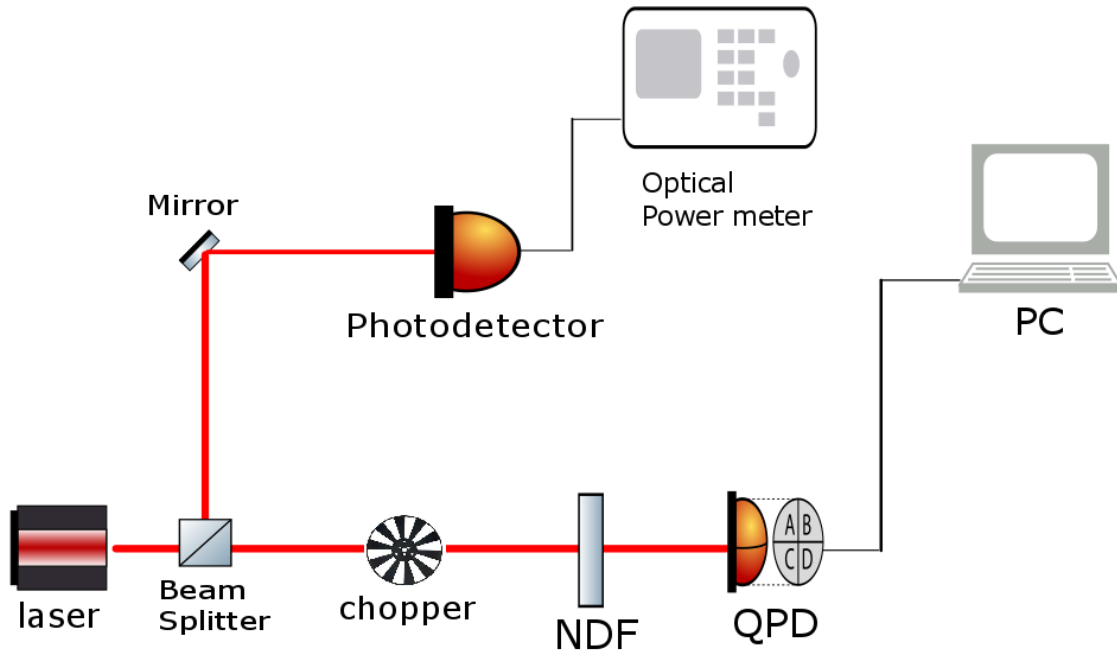 Optical
Power meter
Mirror
Photodetector
PC
A B
C D
laser
Beam
Splitter
chopper
NDF
QPD